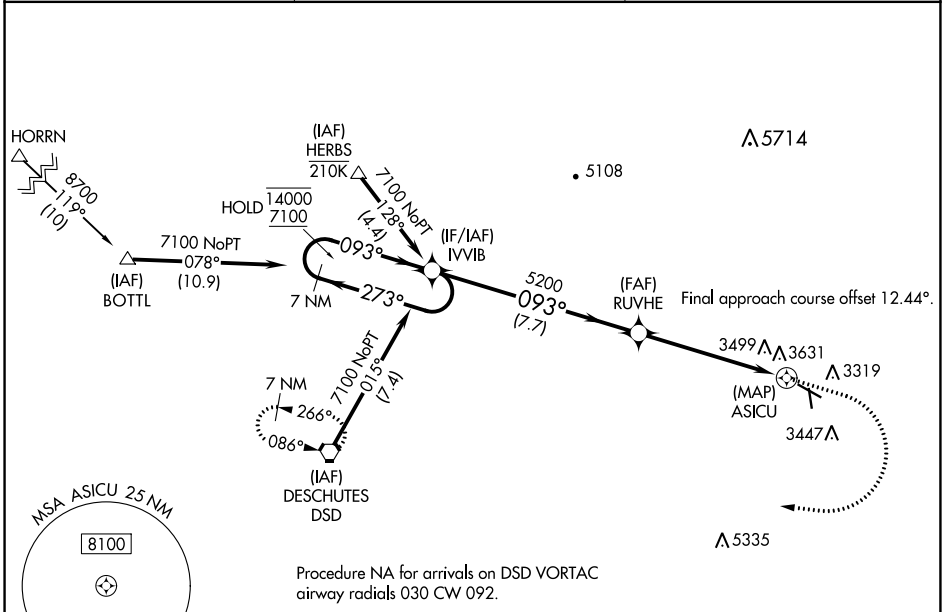 HORRN
8700
119°
(10)
(IAF)
HERBS
210K
7100 NoPT
128°
(4.4)
5714
5108
HOLD 14000
7100
7100 NoPT
078°
(10.9)
(IAF)
BOTTL
093°
7 NM
273°
(IF/IAF)
IVVIB
5200
093°
(7.7)
(FAF)
RUVHE
Final approach course offset 12.44°.
3499
3631
3319
(MAP)
ASICU
3447
7100 NoPT
015°
(7.4)
7 NM
266°
086°
(IAF)
DESCHUTES
DSD
MSA ASICU 25 NM
8100
5335
Procedure NA for arrivals on DSD VORTAC
airway radials 030 CW 092.